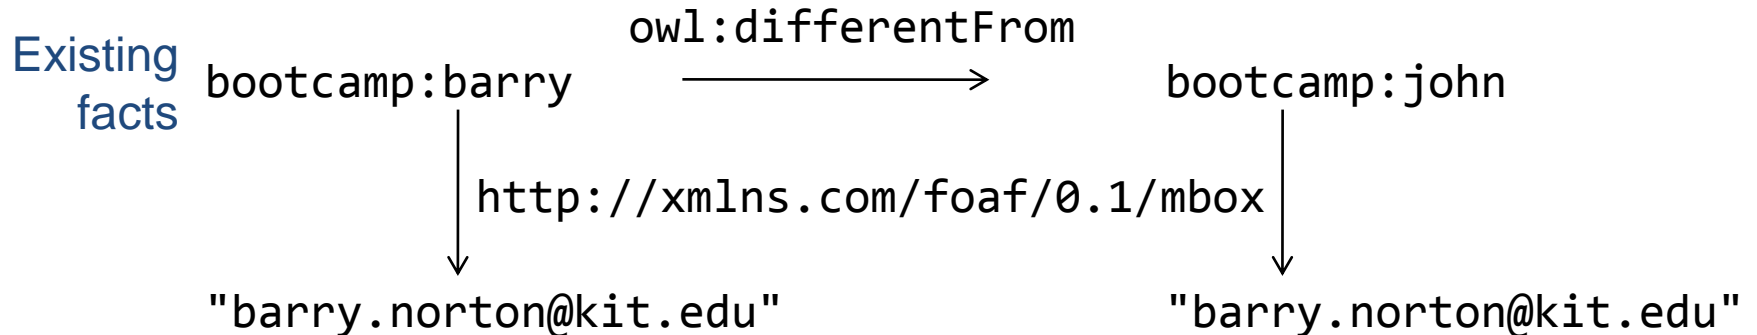 owl:differentFrom
Existing
facts
bootcamp:barry
bootcamp:john
http://xmlns.com/foaf/0.1/mbox
"barry.norton@kit.edu"
"barry.norton@kit.edu"